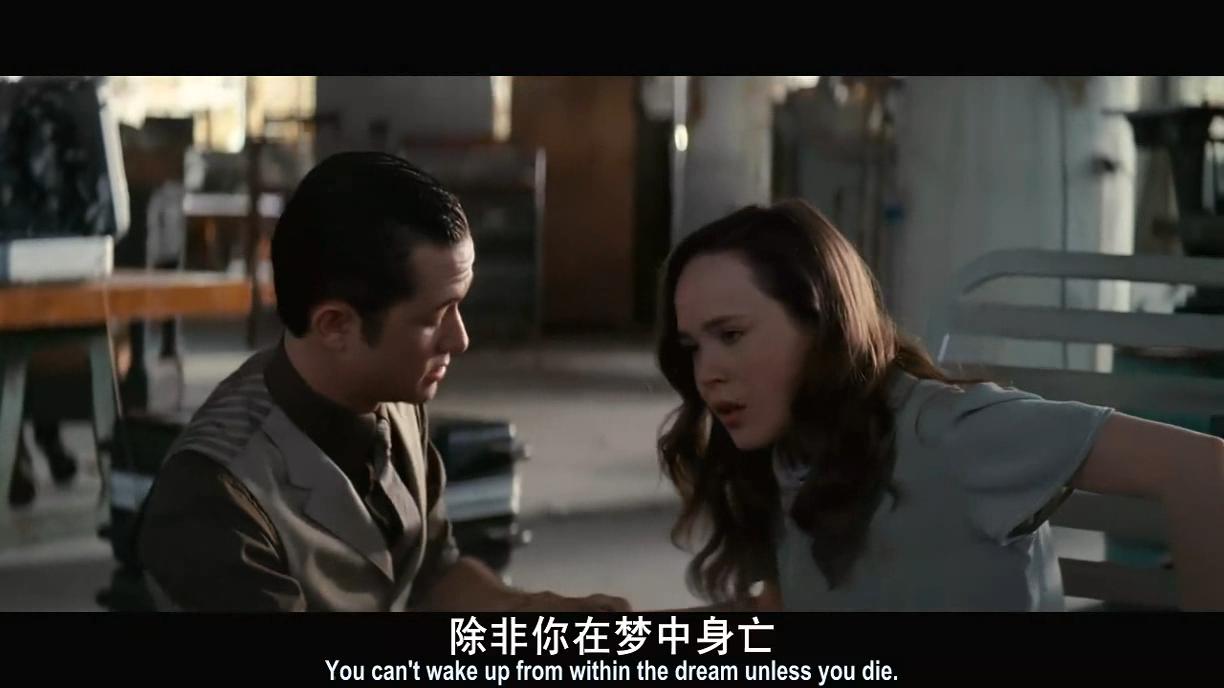 除非你在梦中身亡
You can't wake up from within the dream unless you die.